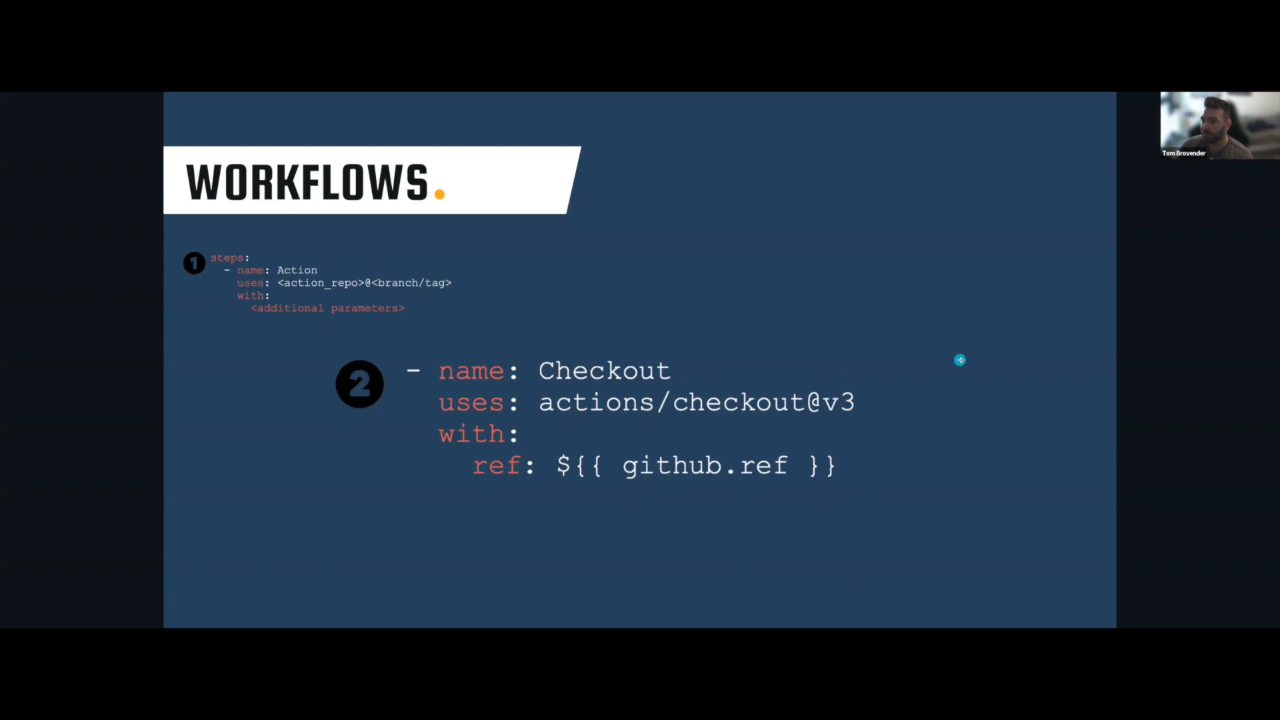 WORKFLOWS.
1 steps:
- name: Action
uses: <action_repo>@<branch/tag>
with:
<additional parameters>
2 - name: Checkout
uses: actions/checkout@v3
with:
ref: ${{ github.ref }}
Tom Brovender